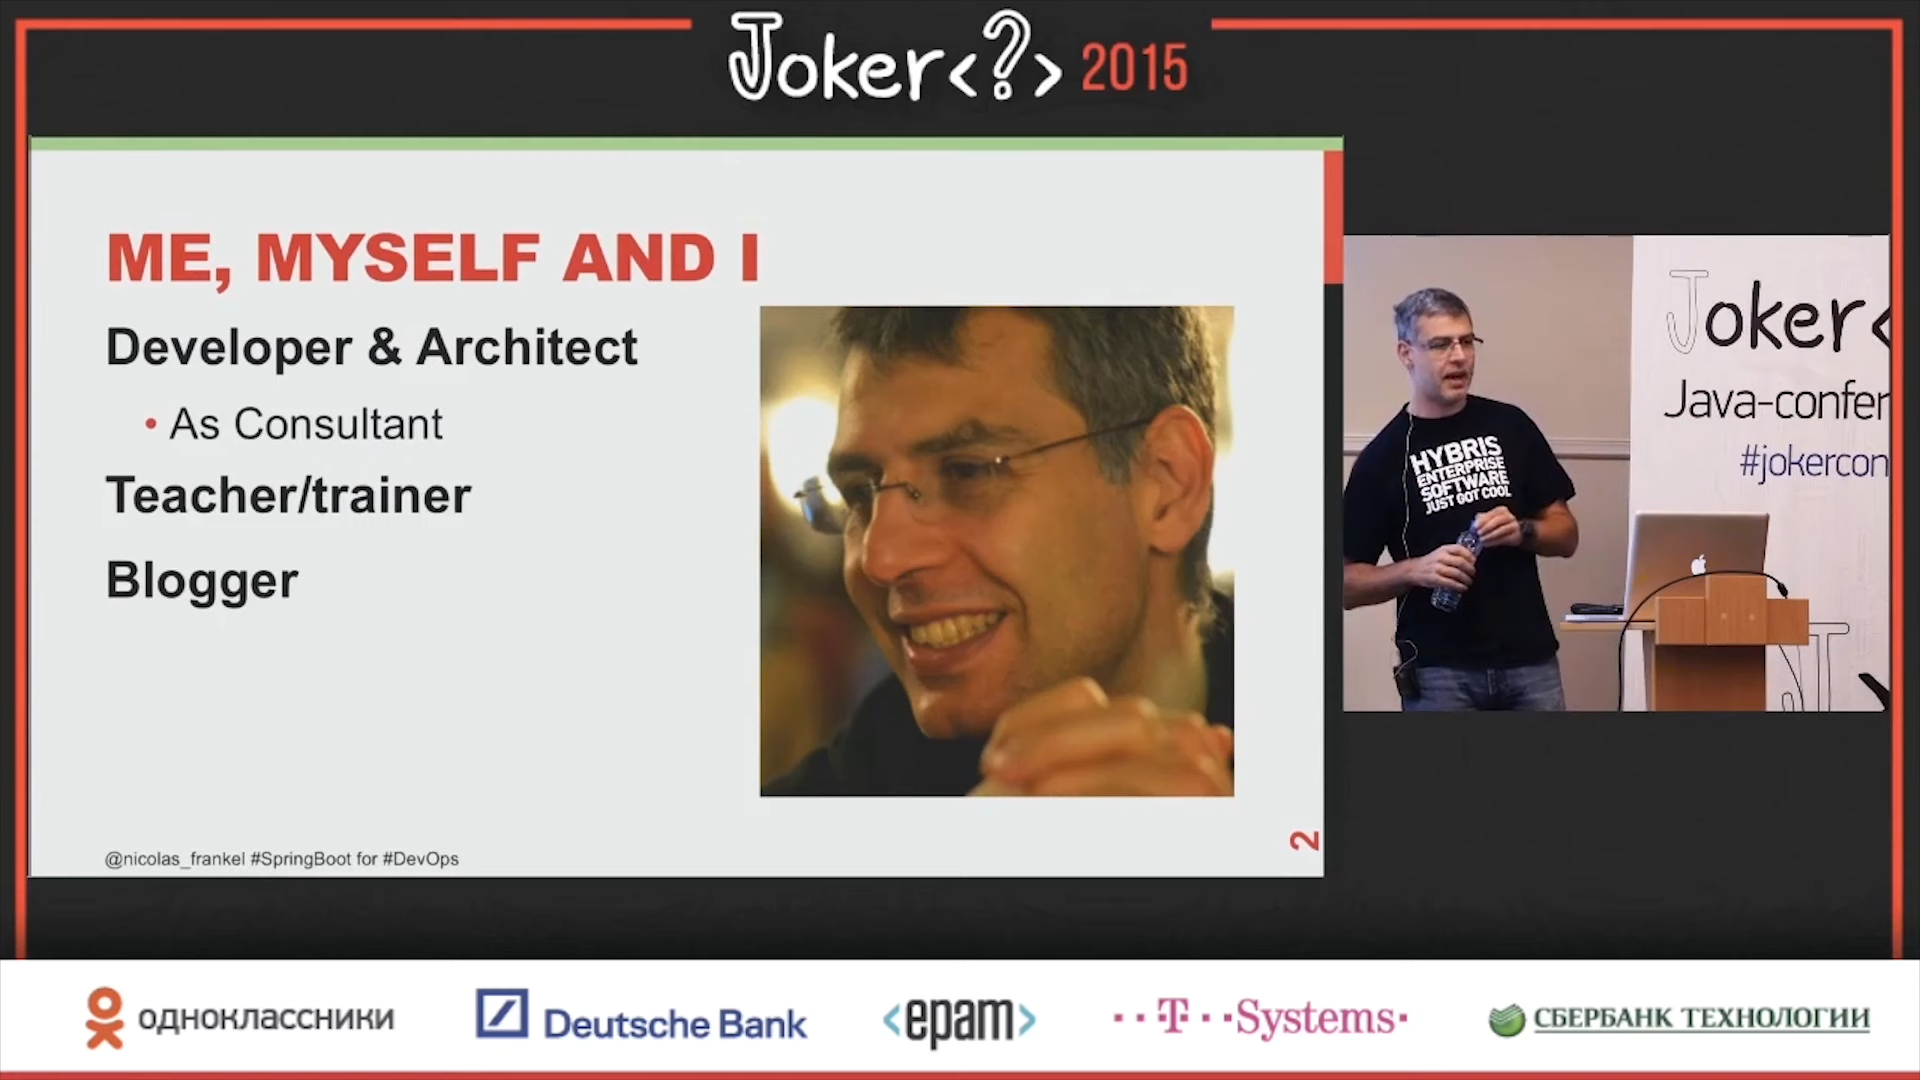 Joker<?> 2015
ME, MYSELF AND I
Developer & Architect
• As Consultant
Teacher/trainer
Blogger
@nicolas_frankel #SpringBoot for #DevOps
2
Joker<
Java-confer
#jokercon
HYBRIS
ENTERPRISE
SOFTWARE
JUST GOT COOL
одноклассники
Deutsche Bank
<epam>
T Systems
СБЕРБАНК ТЕХНОЛОГИИ